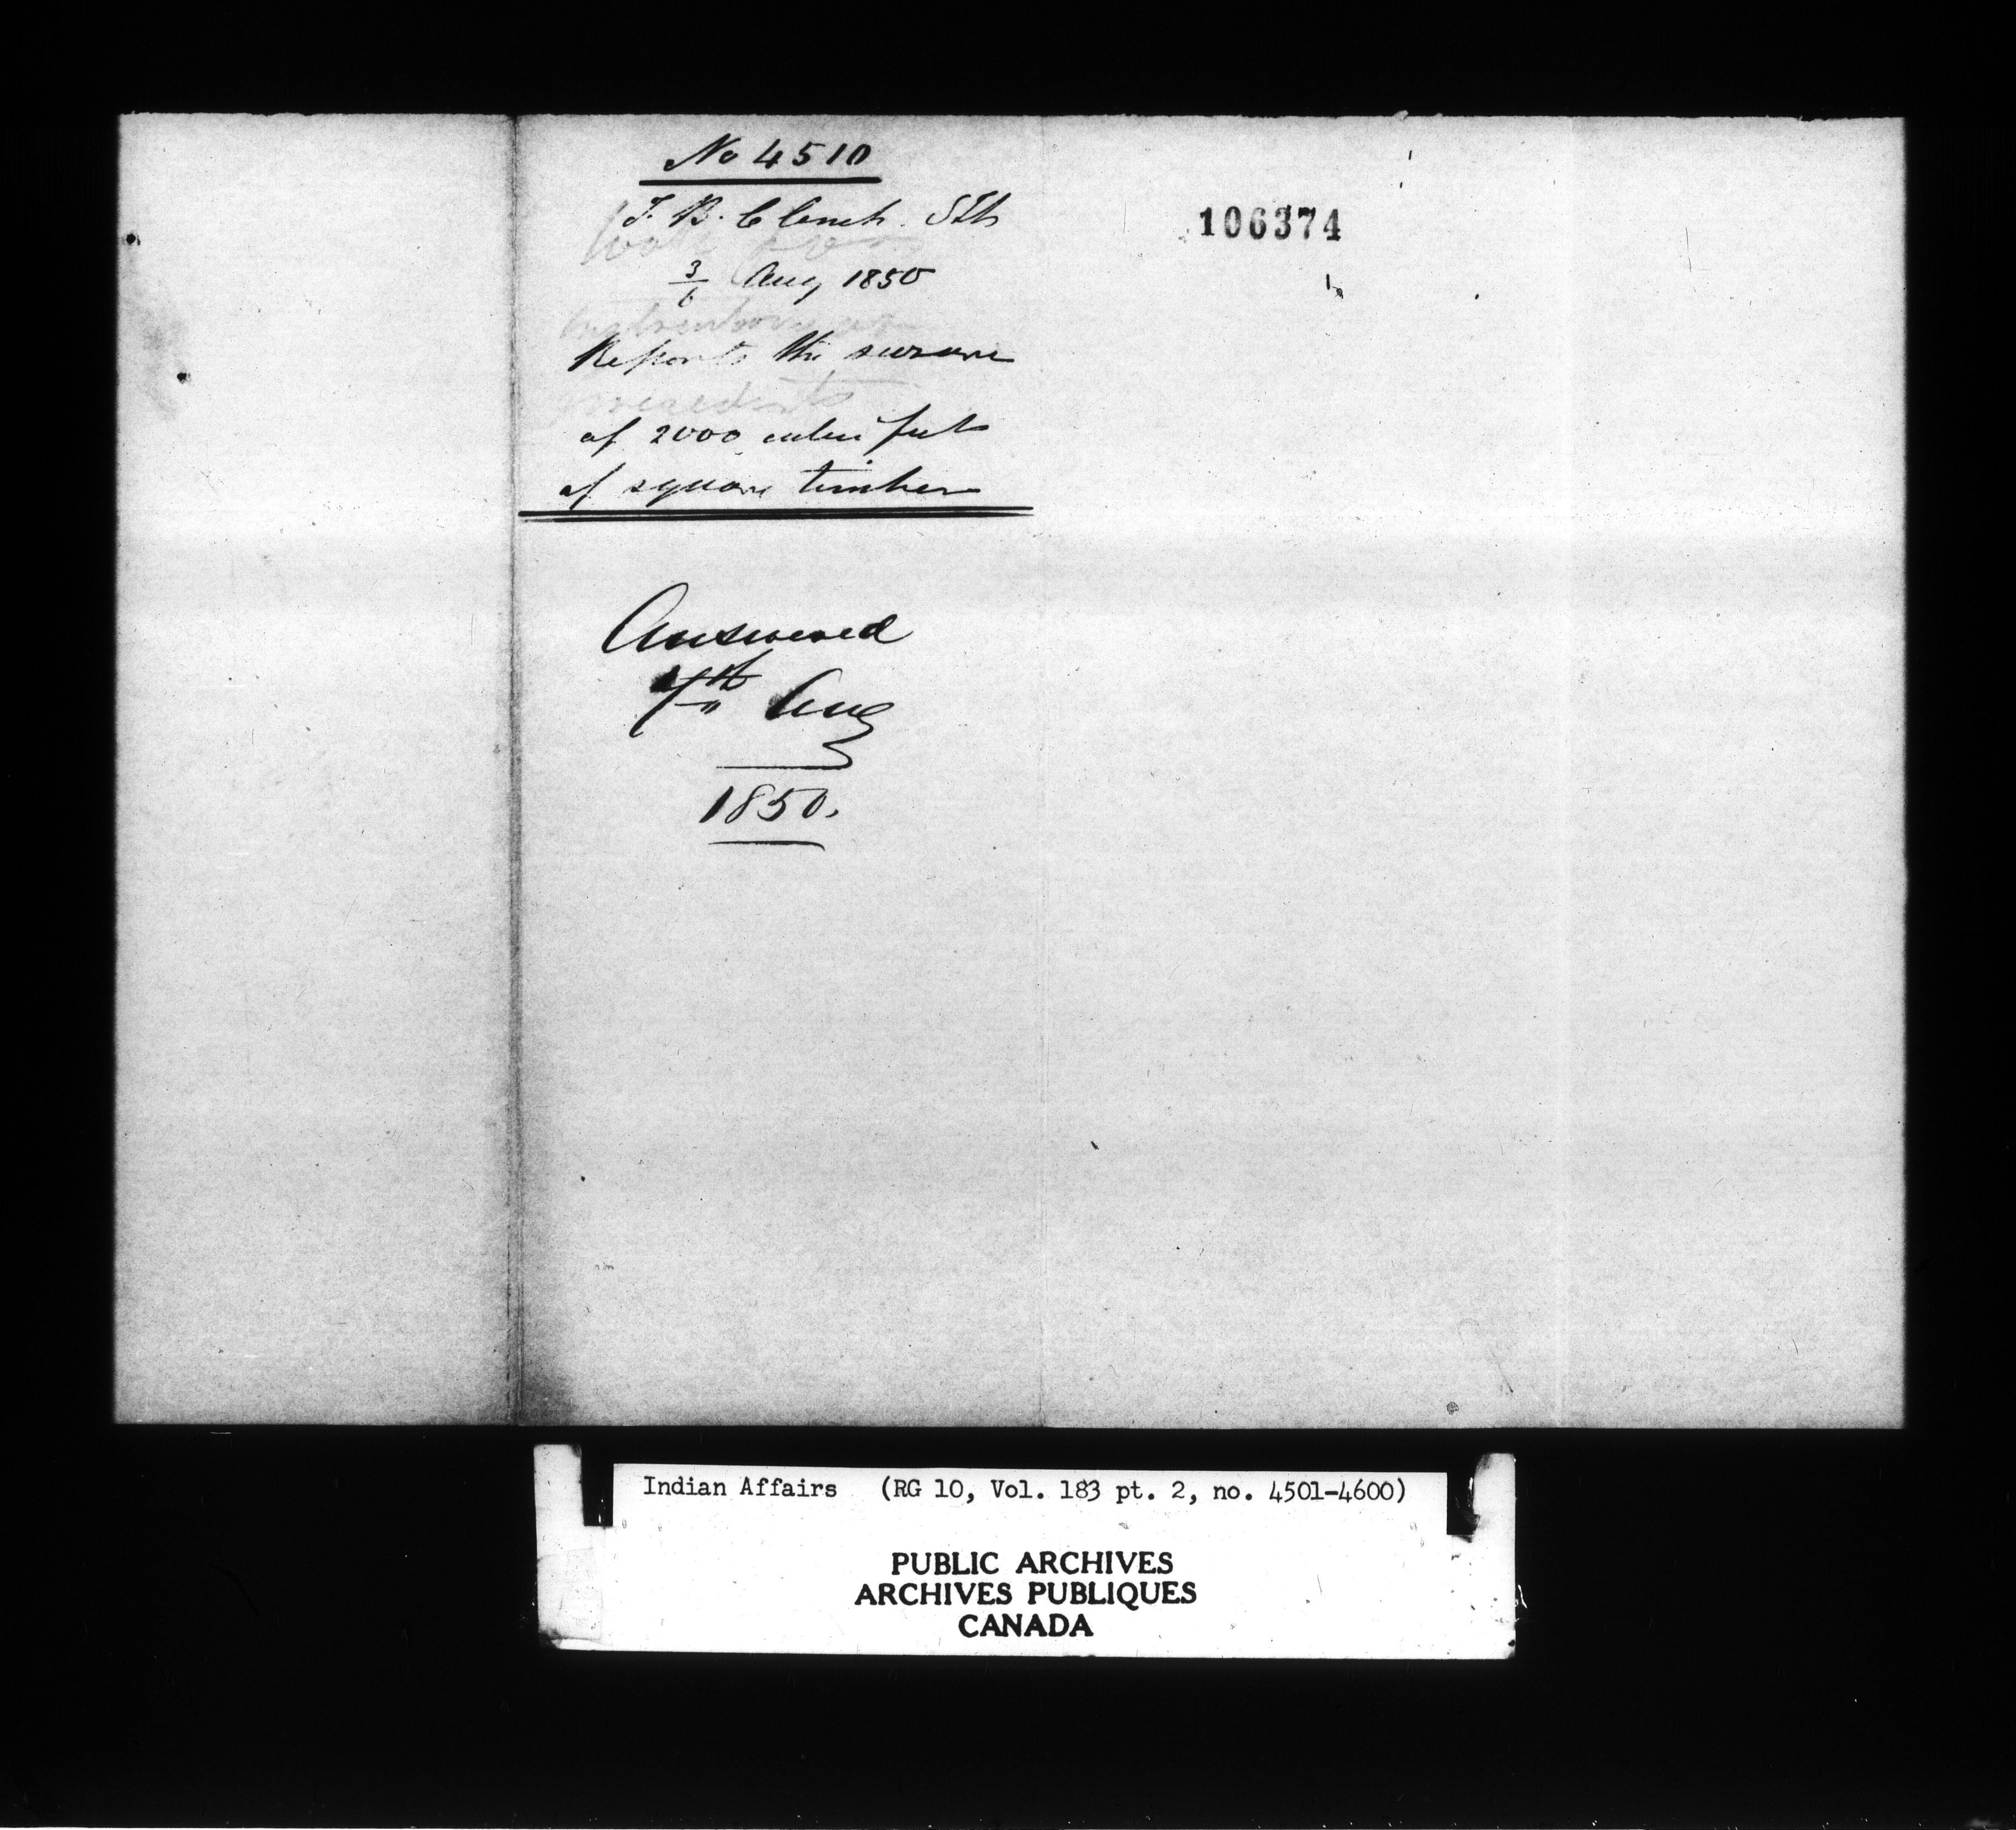 No 4510
J. B. Clench. SIA
3/6 Aug 1850
Reports the seizure
of 2000 cubic feet
of square timber
Answered
7th Aug
1850.
106374
Indian Affairs (RG 10, Vol. 183 pt. 2, no. 4501-4600)
PUBLIC ARCHIVES
ARCHIVES PUBLIQUES
CANADA